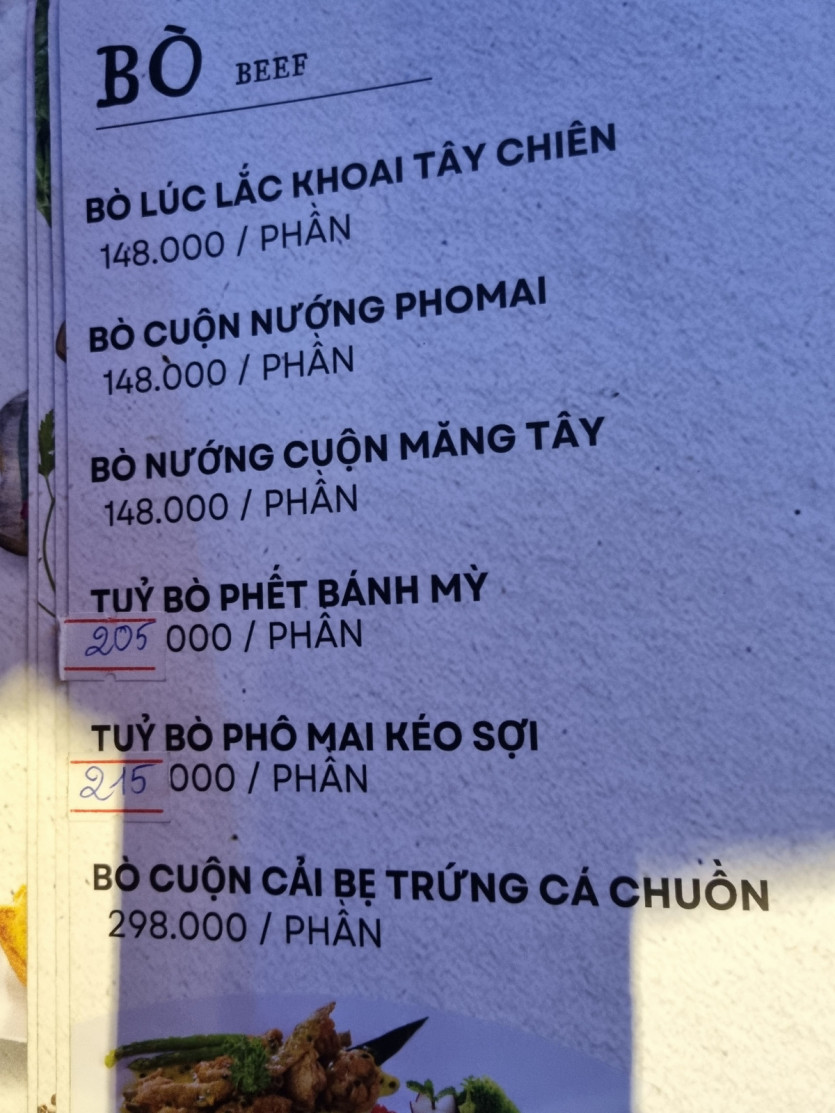 BÒ BEEF
BÒ LÚC LẮC KHOAI TÂY CHIÊN
148.000 / PHẦN
BÒ CUỘN NƯỚNG PHOMAI
148.000 / PHẦN
BÒ NƯỚNG CUỘN MĂNG TÂY
148.000 / PHẦN
TUỶ BÒ PHẾT BÁNH MỲ
205 000 / PHẦN
TUỶ BÒ PHÔ MAI KÉO SỢI
215 000 / PHẦN
BÒ CUỘN CẢI BẸ TRỨNG CÁ CHUỒN
298.000 / PHẦN